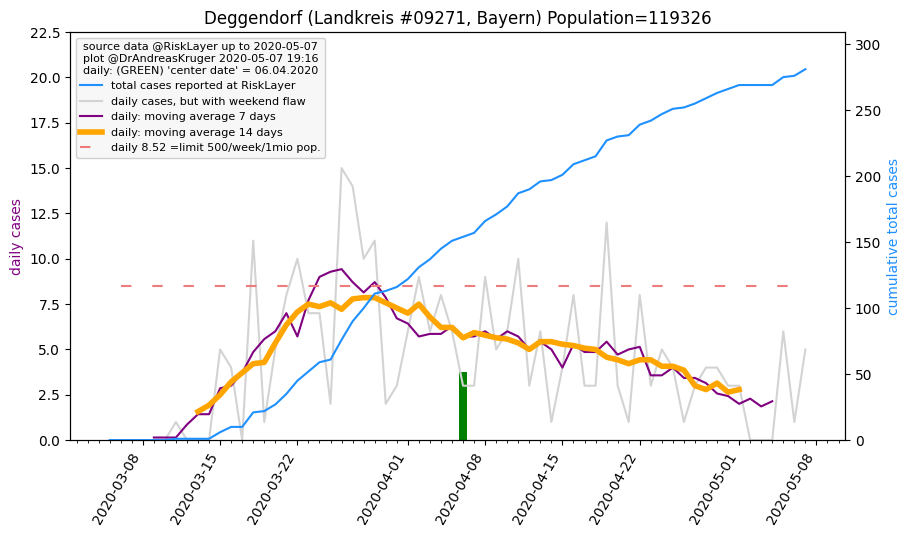 Deggendorf (Landkreis #09271, Bayern) Population=119326
source data @RiskLayer up to 2020-05-07
plot @DrAndreasKruger 2020-05-07 19:16
daily: (GREEN) 'center date' = 06.04.2020
total cases reported at RiskLayer
daily cases, but with weekend flaw
daily: moving average 7 days
daily: moving average 14 days
daily 8.52 =limit 500/week/1mio pop.
daily cases
22.5
20.0
17.5
15.0
12.5
10.0
7.5
5.0
2.5
0.0
300
250
200
150
100
50
0
cumulative total cases
2020-03-08
2020-03-15
2020-03-22
2020-04-01
2020-04-08
2020-04-15
2020-04-22
2020-05-01
2020-05-08